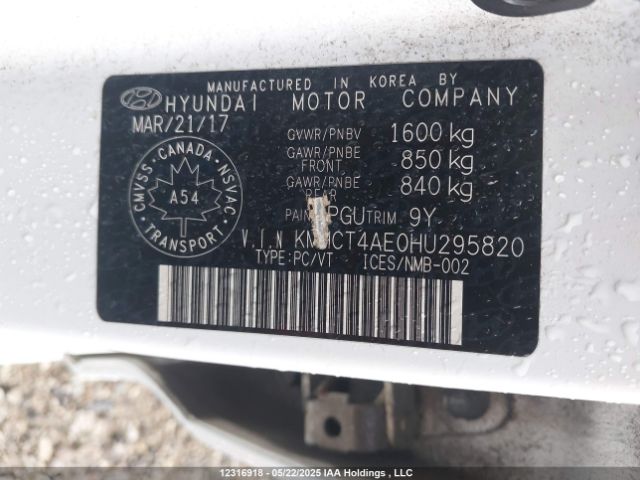 MANUFACTURED IN KOREA BY
HYUNDAI MOTOR COMPANY
MAR/21/17
GVWR/PNBV 1600 kg
GAWR/PNBE FRONT 850 kg
GAWR/PNBE REAR 840 kg
CMVSS · CANADA · NSVAC
A54
TRANSPORT
PGU TRIM 9Y
V.I.N CT4AE0HU295820
TYPE:PC/VT ICES/NMB-002
12316918 - 05/22/2025 IAA Holdings , LLC